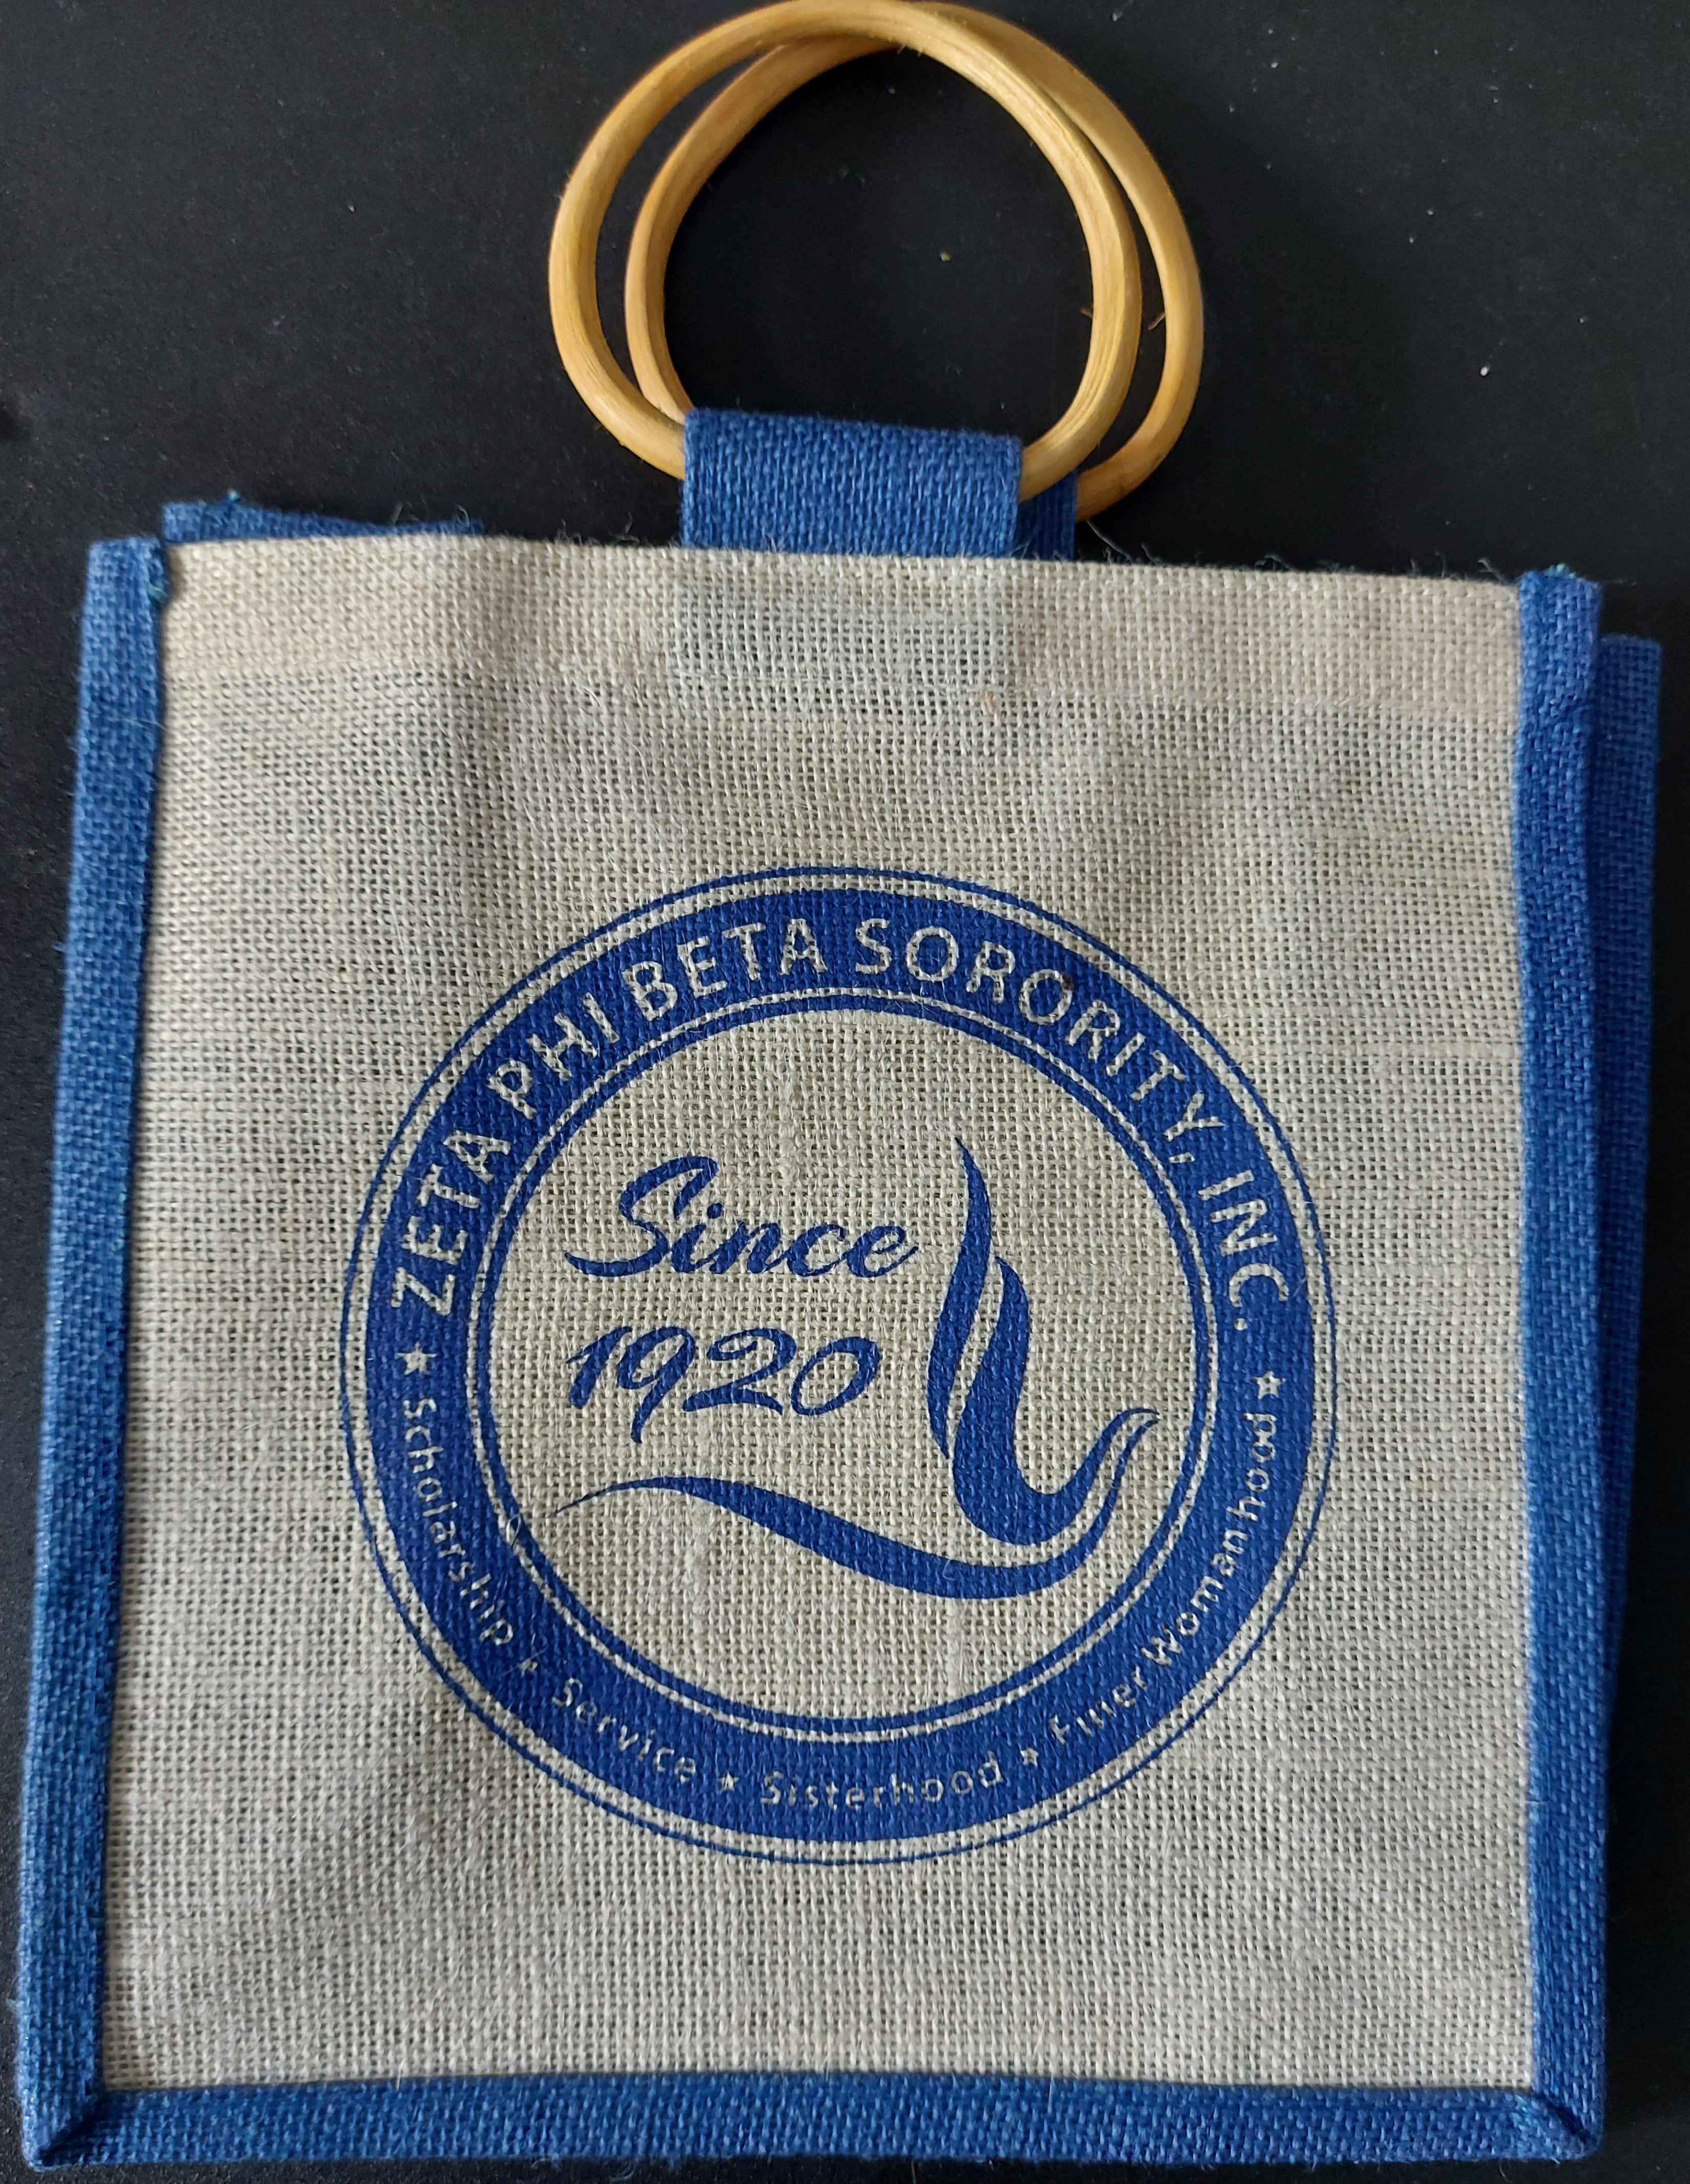 ZETA PHI BETA SORORITY, INC.
Since
1920
Scholarship ★ Service ★ Sisterhood ★ Finer Womanhood